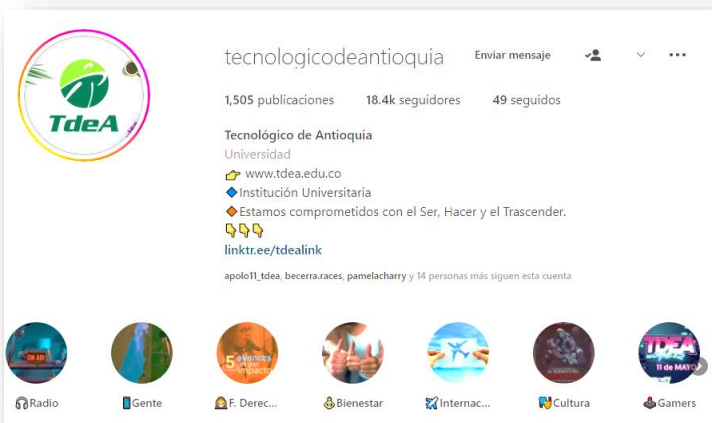 tecnologicodeantioquia Enviar mensaje
TdeA
1,505 publicaciones 18.4k seguidores 49 seguidos
Tecnológico de Antioquia
Universidad
👉 www.tdea.edu.co
🔷Institución Universitaria
🔶Estamos comprometidos con el Ser, Hacer y el Trascender.
👇👇👇
linktr.ee/tdealink
apolo11_tdea, becerra.races, pamelacharry y 14 personas más siguen esta cuenta
ON AIR
5 avances
impacto
TDEA
11 de MAYO
🎧Radio 📗Gente 👩‍⚖️F. Derec... Bienestar Internac... Cultura 🕹️Gamers